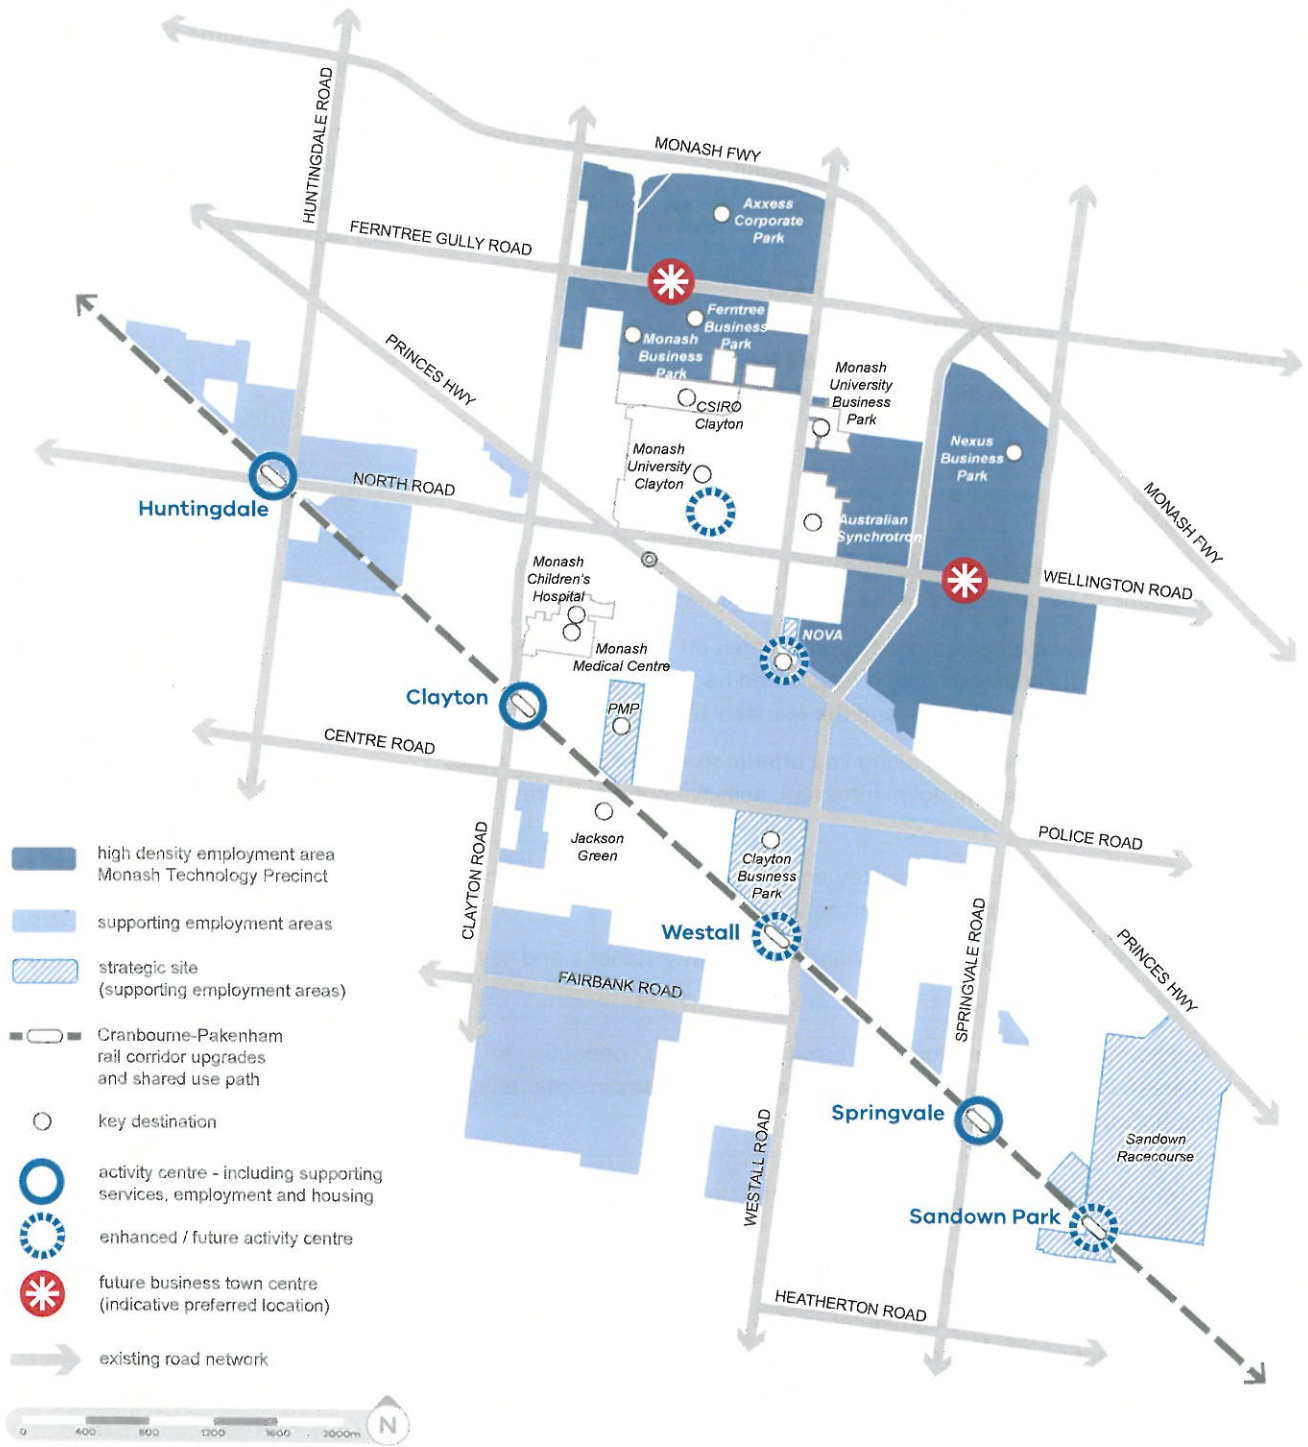 MONASH FWY
HUNTINGDALE ROAD
FERNTREE GULLY ROAD
Axxess
Corporate
Park
PRINCES HWY
Ferntree
Business
Park
Monash
Business
Park
Monash
University
Business
Park
CSIRO
Clayton
Monash
University
Clayton
Nexus
Business
Park
Huntingdale
NORTH ROAD
Australian
Synchrotron
MONASH FWY
WELLINGTON ROAD
Monash
Children's
Hospital
Monash
Medical Centre
NOVA
Clayton
PMP
CENTRE ROAD
Jackson
Green
CLAYTON ROAD
POLICE ROAD
Clayton
Business
Park
Westall
FAIRBANK ROAD
SPRINGVALE ROAD
PRINCES HWY
Springvale
Sandown
Racecourse
WESTALL ROAD
Sandown Park
HEATHERTON ROAD
high density employment area
Monash Technology Precinct
supporting employment areas
strategic site
(supporting employment areas)
Cranbourne-Pakenham
rail corridor upgrades
and shared use path
key destination
activity centre - including supporting
services, employment and housing
enhanced / future activity centre
future business town centre
(indicative preferred location)
existing road network
0 400 800 1200 1600 2000m
N